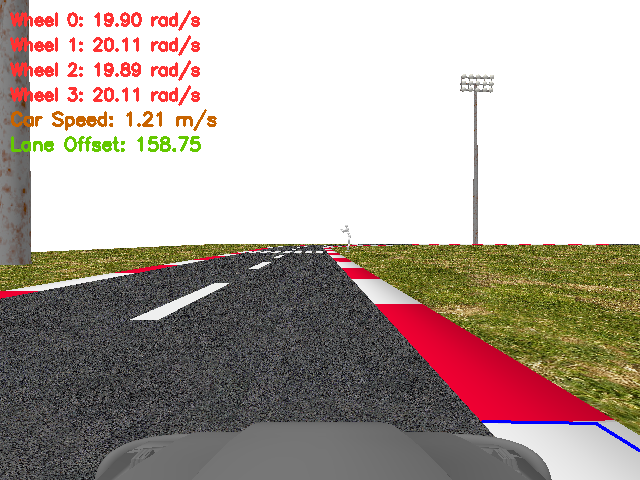 Wheel 0: 19.90 rad/s
Wheel 1: 20.11 rad/s
Wheel 2: 19.89 rad/s
Wheel 3: 20.11 rad/s
Car Speed: 1.21 m/s
Lane Offset: 158.75